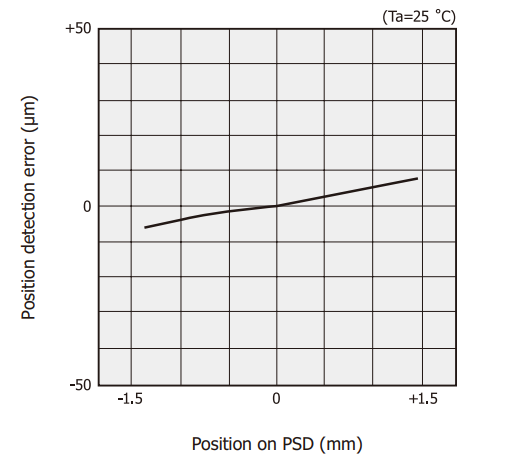 (Ta=25 ˚C)
+50
Position detection error (μm)
0
-50
-1.5
0
+1.5
Position on PSD (mm)